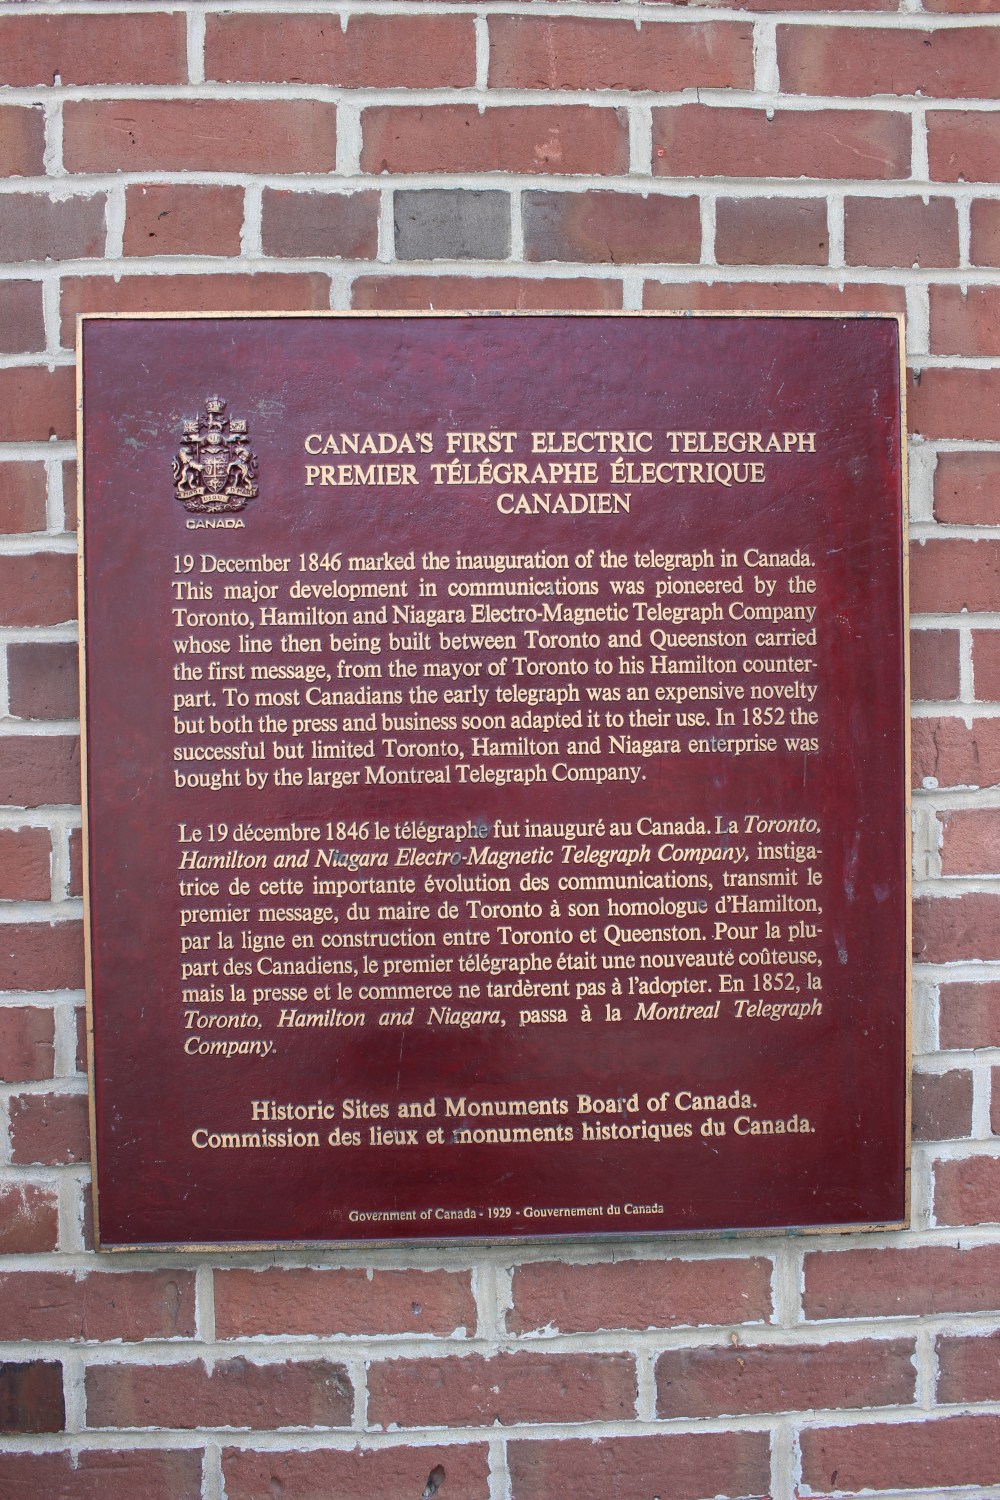 CANADA
CANADA'S FIRST ELECTRIC TELEGRAPH
PREMIER TÉLÉGRAPHE ÉLECTRIQUE
CANADIEN
19 December 1846 marked the inauguration of the telegraph in Canada.
This major development in communications was pioneered by the
Toronto, Hamilton and Niagara Electro-Magnetic Telegraph Company
whose line then being built between Toronto and Queenston carried
the first message, from the mayor of Toronto to his Hamilton counter-
part. To most Canadians the early telegraph was an expensive novelty
but both the press and business soon adapted it to their use. In 1852 the
successful but limited Toronto, Hamilton and Niagara enterprise was
bought by the larger Montreal Telegraph Company.
Le 19 décembre 1846 le télégraphe fut inauguré au Canada. La Toronto,
Hamilton and Niagara Electro-Magnetic Telegraph Company, instiga-
trice de cette importante évolution des communications, transmit le
premier message, du maire de Toronto à son homologue d'Hamilton,
par la ligne en construction entre Toronto et Queenston. Pour la plu-
part des Canadiens, le premier télégraphe était une nouveauté coûteuse,
mais la presse et le commerce ne tardèrent pas à l'adopter. En 1852, la
Toronto, Hamilton and Niagara, passa à la Montreal Telegraph
Company.
Historic Sites and Monuments Board of Canada.
Commission des lieux et monuments historiques du Canada.
Government of Canada - 1929 - Gouvernement du Canada